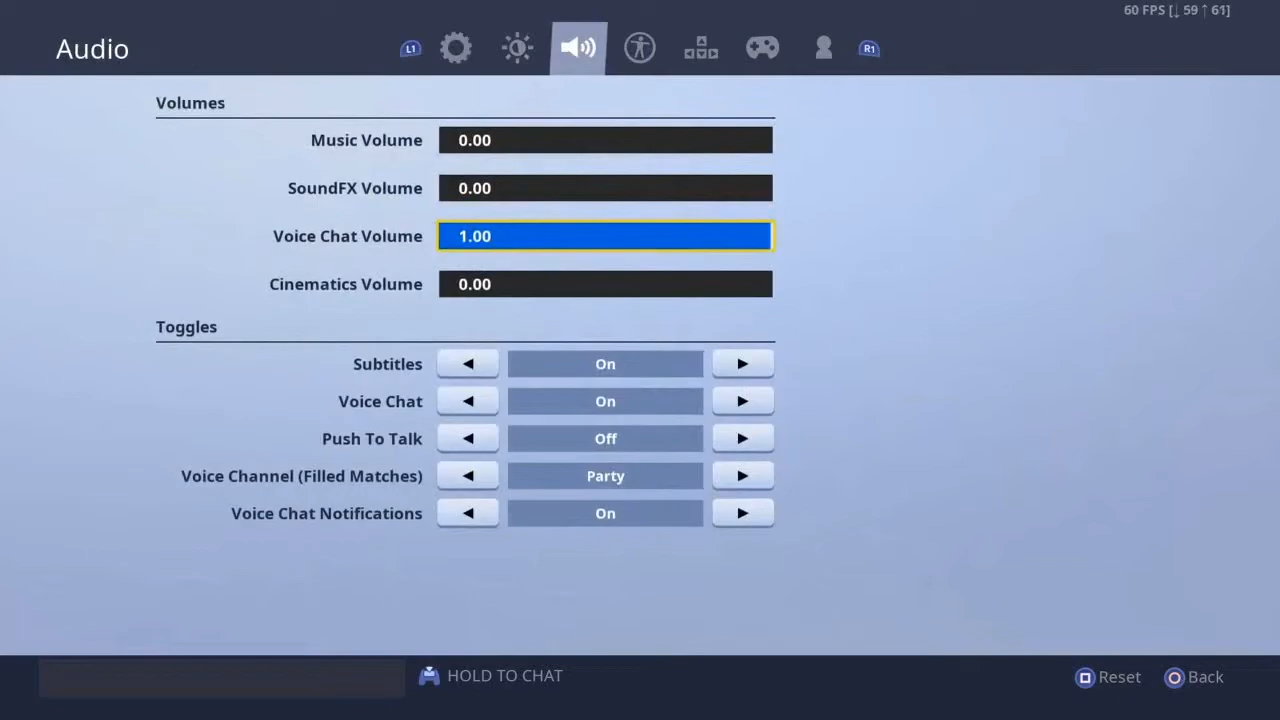 60 FPS [↓ 59 ↑ 61]
Audio
L1
R1
Volumes
Music Volume 0.00
SoundFX Volume 0.00
Voice Chat Volume 1.00
Cinematics Volume 0.00
Toggles
Subtitles ◄ On ►
Voice Chat ◄ On ►
Push To Talk ◄ Off ►
Voice Channel (Filled Matches) ◄ Party ►
Voice Chat Notifications ◄ On ►
HOLD TO CHAT
Reset Back